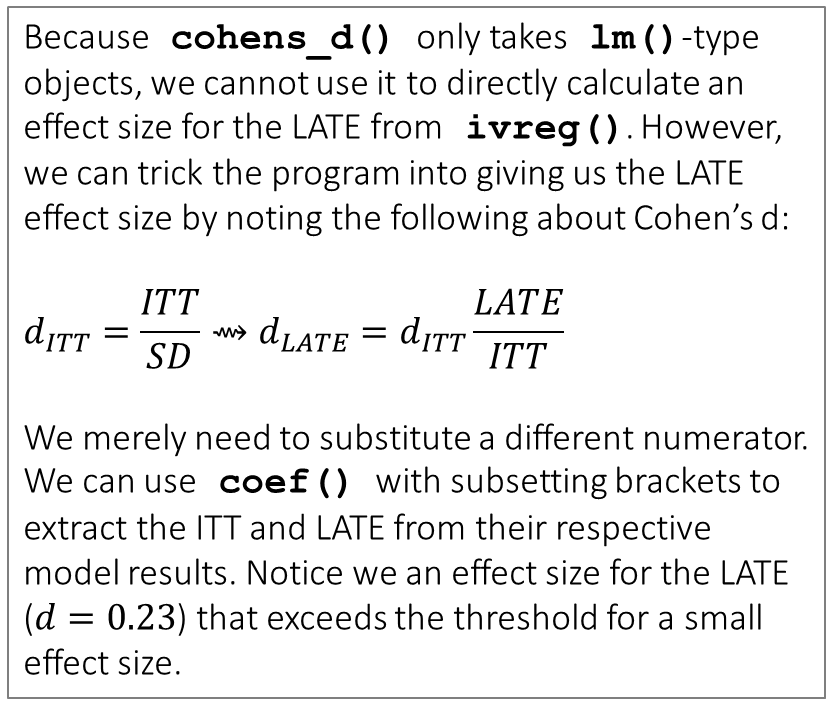 Because cohens_d() only takes lm()-type
objects, we cannot use it to directly calculate an
effect size for the LATE from ivreg(). However,
we can trick the program into giving us the LATE
effect size by noting the following about Cohen’s d:
d_ITT = ITT/SD ⇝ d_LATE = d_ITT LATE/ITT
We merely need to substitute a different numerator.
We can use coef() with subsetting brackets to
extract the ITT and LATE from their respective
model results. Notice we an effect size for the LATE
(d = 0.23) that exceeds the threshold for a small
effect size.